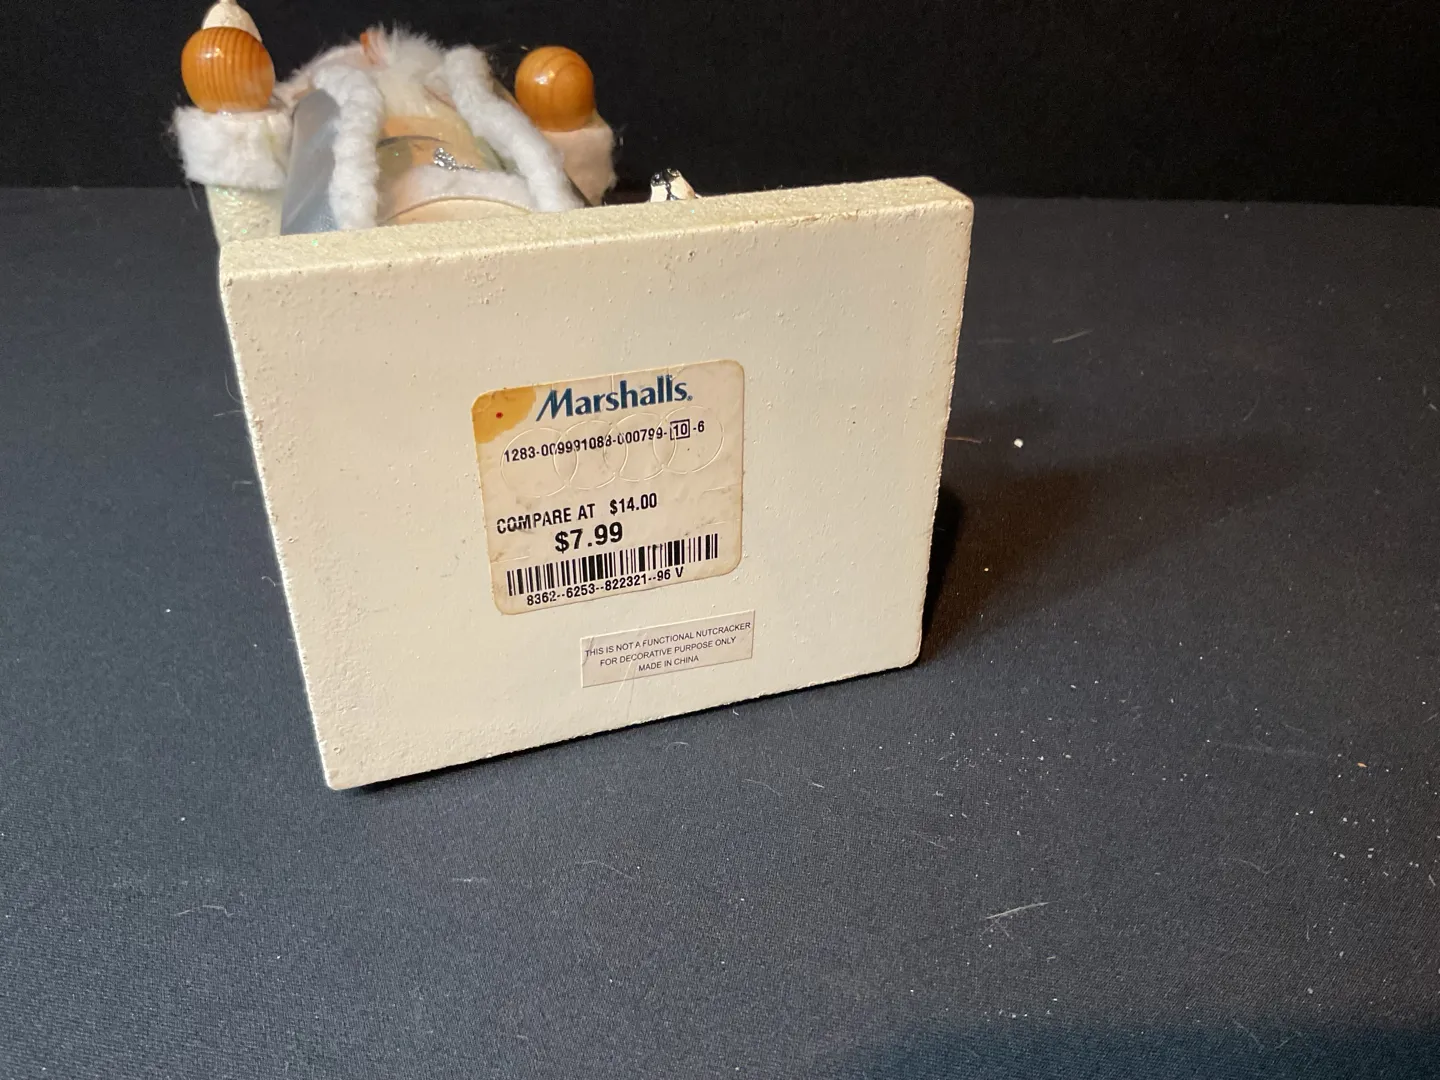 Marshalls.
1283-009991083-000799-10-6
COMPARE AT $14.00
$7.99
8362--6253--822321--96 V
THIS IS NOT A FUNCTIONAL NUTCRACKER
FOR DECORATIVE PURPOSE ONLY
MADE IN CHINA